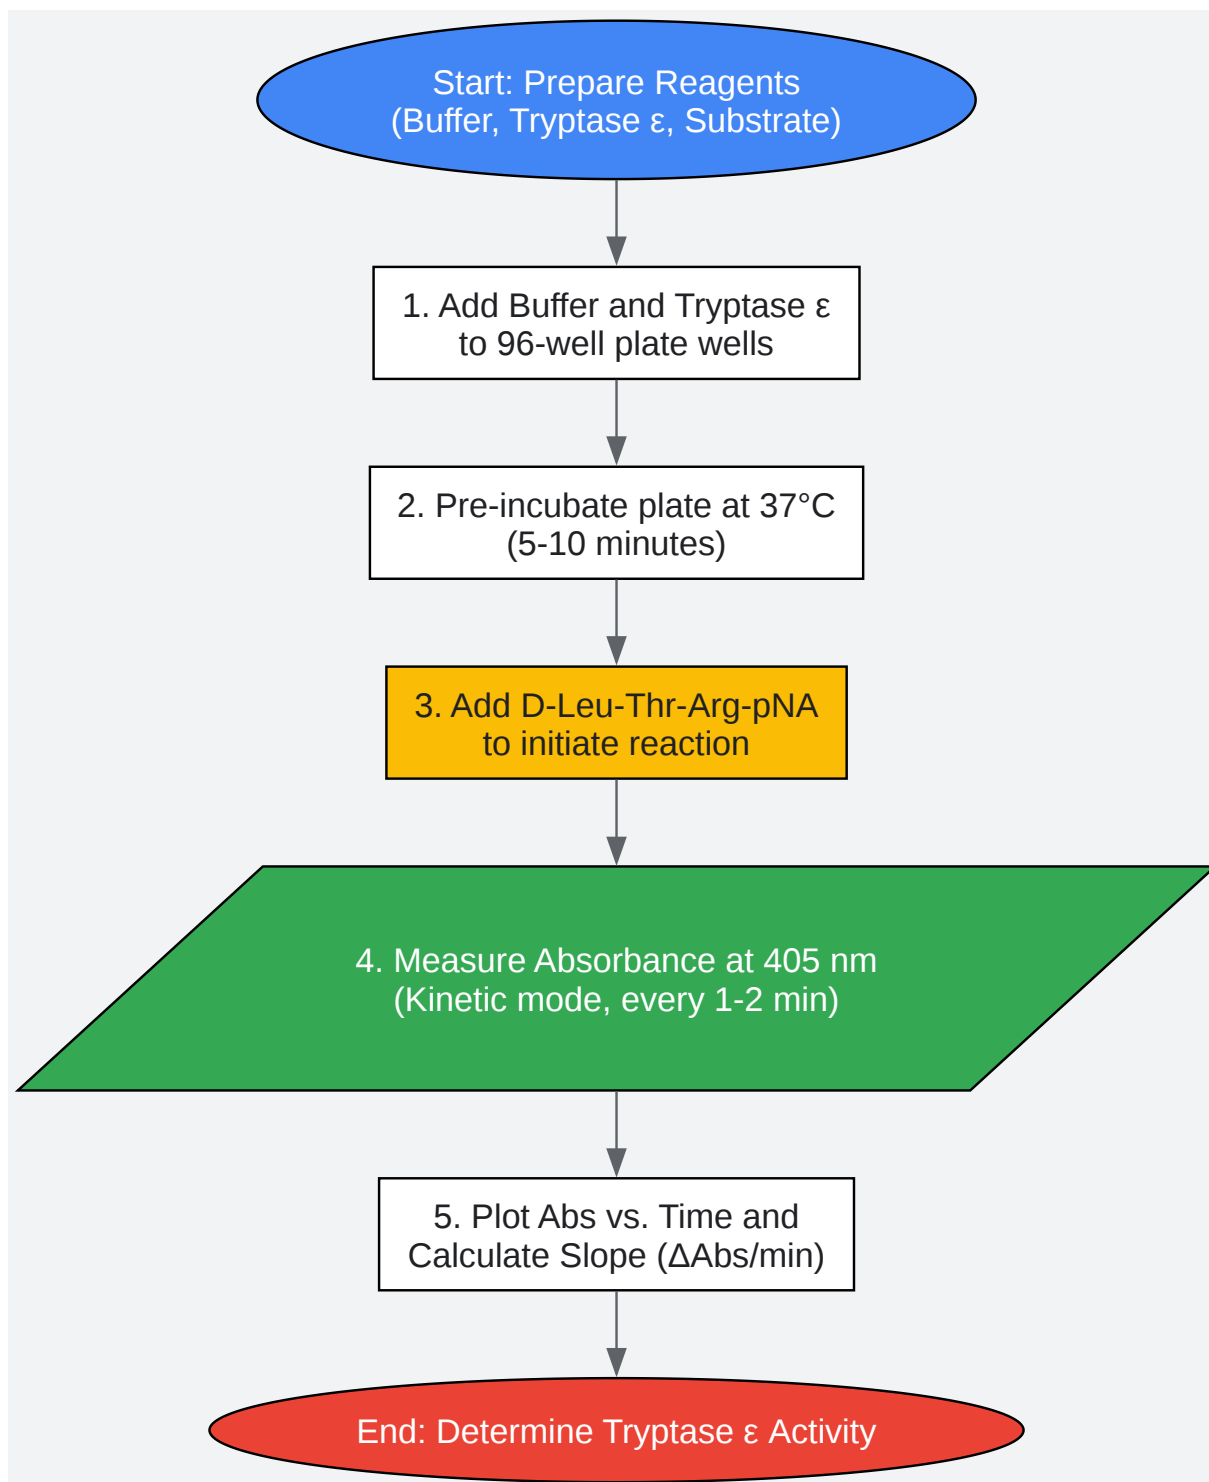 Start: Prepare Reagents
(Buffer, Tryptase ε, Substrate)
1. Add Buffer and Tryptase ε
to 96-well plate wells
2. Pre-incubate plate at 37°C
(5-10 minutes)
3. Add D-Leu-Thr-Arg-pNA
to initiate reaction
4. Measure Absorbance at 405 nm
(Kinetic mode, every 1-2 min)
5. Plot Abs vs. Time and
Calculate Slope (ΔAbs/min)
End: Determine Tryptase ε Activity